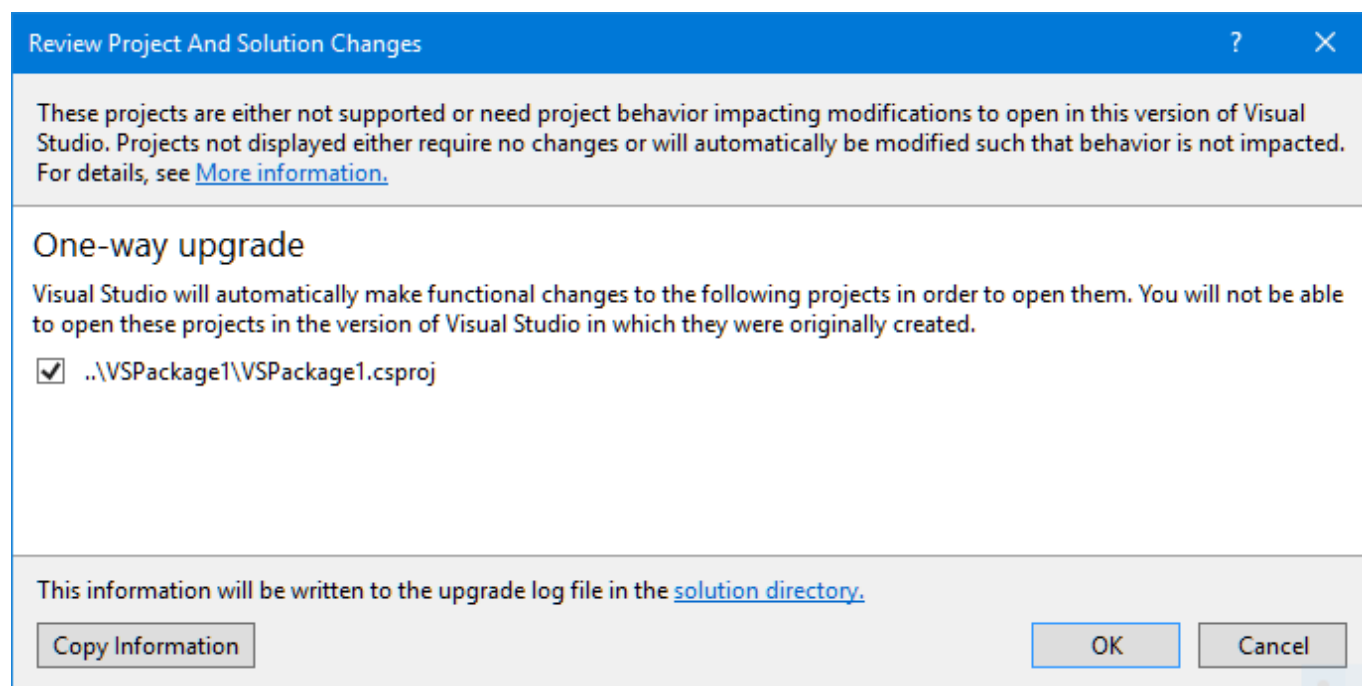 Review Project And Solution Changes
These projects are either not supported or need project behavior impacting modifications to open in this version of Visual
Studio. Projects not displayed either require no changes or will automatically be modified such that behavior is not impacted.
For details, see More information.
One-way upgrade
Visual Studio will automatically make functional changes to the following projects in order to open them. You will not be able
to open these projects in the version of Visual Studio in which they were originally created.
..\VSPackage1\VSPackage1.csproj
This information will be written to the upgrade log file in the solution directory.
Copy Information
OK
Cancel